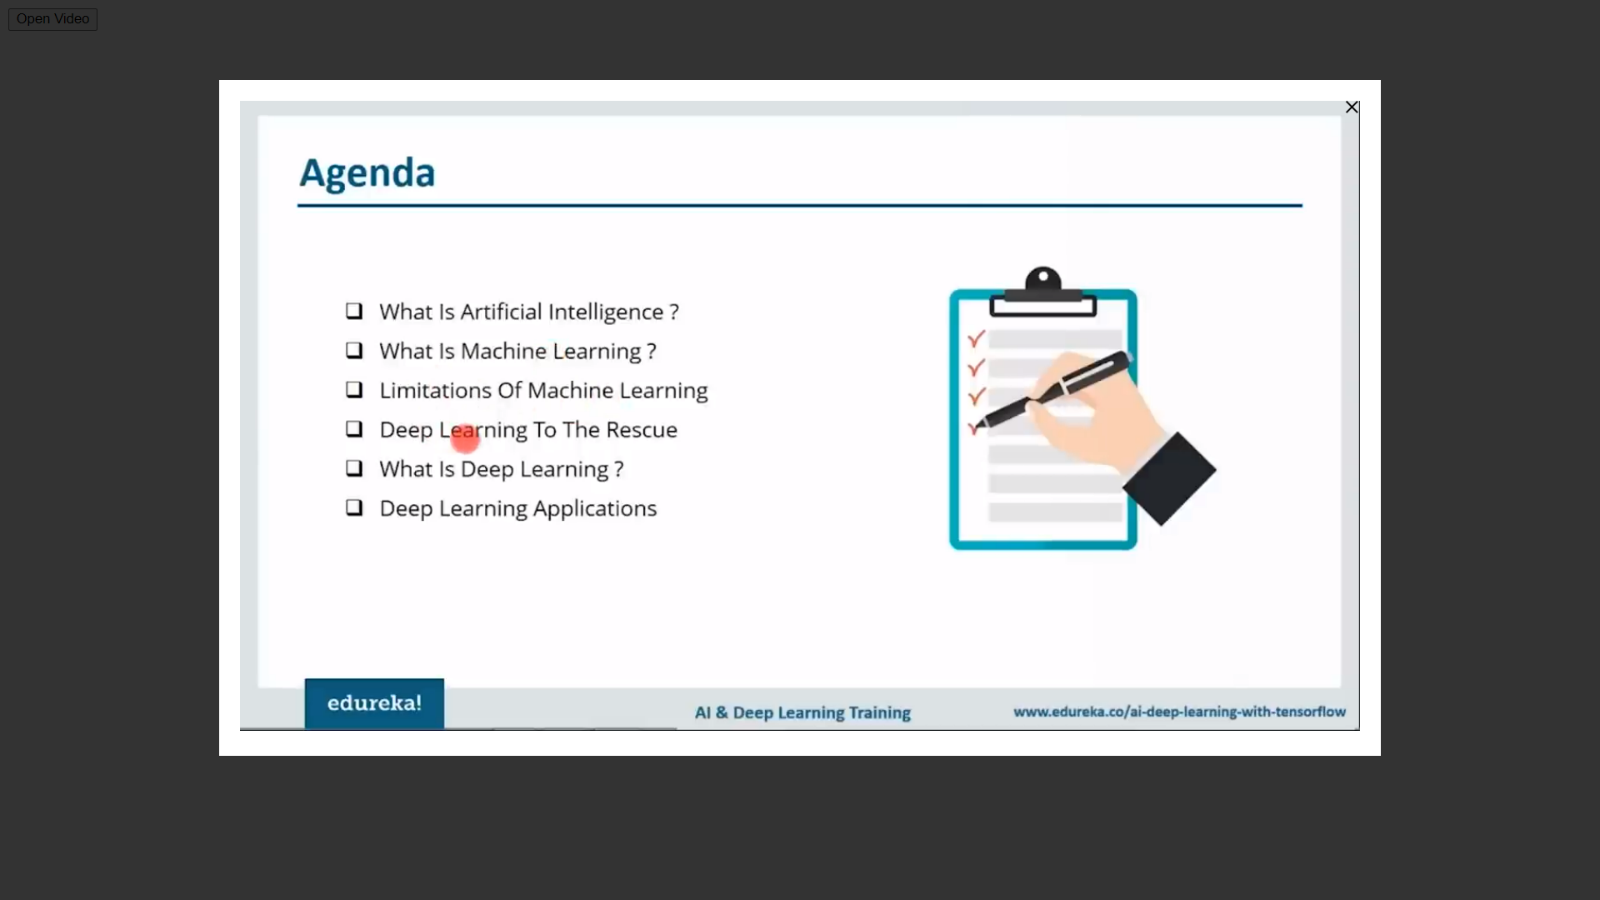 Open Video
Agenda
What Is Artificial Intelligence ?
What Is Machine Learning ?
Limitations Of Machine Learning
Deep Learning To The Rescue
What Is Deep Learning ?
Deep Learning Applications
edureka!
AI & Deep Learning Training
www.edureka.co/ai-deep-learning-with-tensorflow